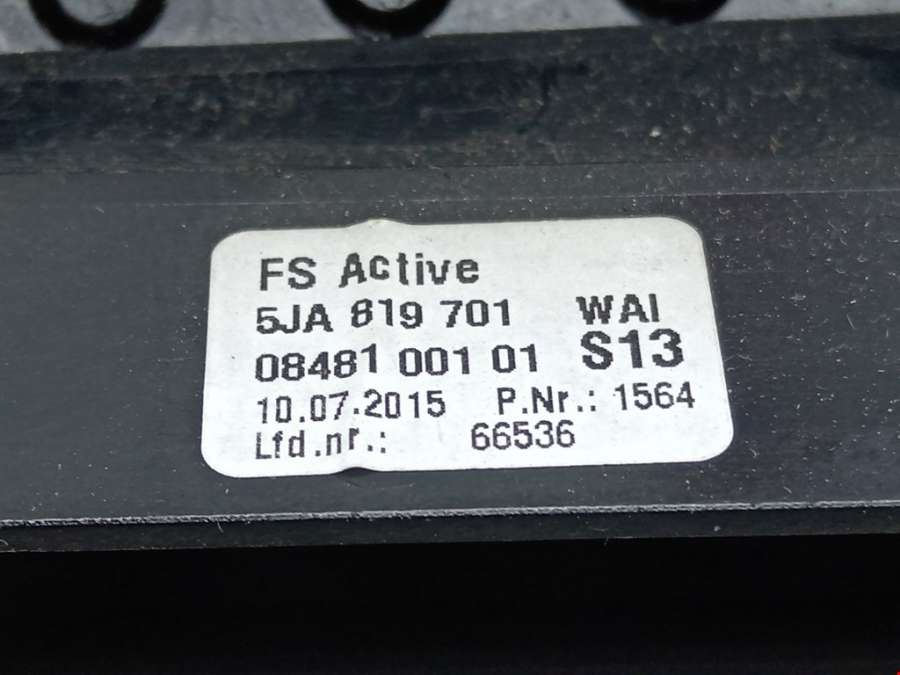 FS Active
5JA 819 701 WAI
08481 001 01 S13
10.07.2015 P.Nr.: 1564
Lfd.nr.: 66536